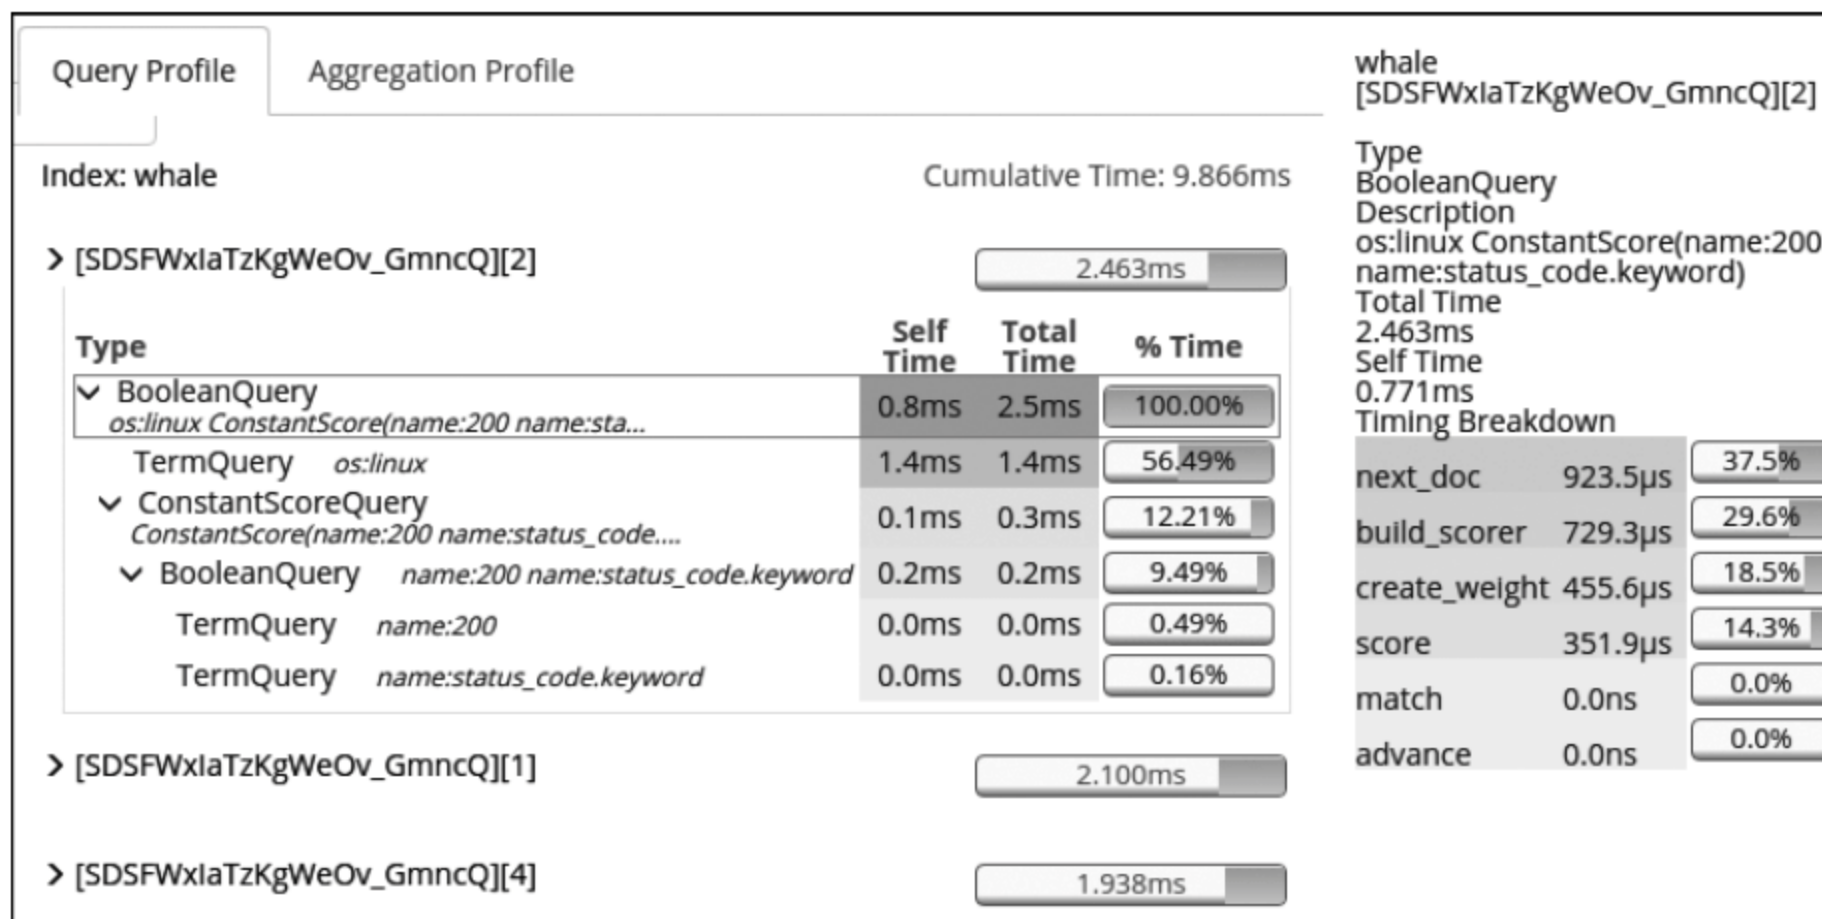 Query Profile
Aggregation Profile
Index: whale
Cumulative Time: 9.866ms
[SDSFWxIaTzKgWeOv_GmncQ][2]
2.463ms
Type
Self Time
Total Time
% Time
BooleanQuery
os:linux ConstantScore(name:200 name:sta...
0.8ms 2.5ms 100.00%
TermQuery os:linux 1.4ms 1.4ms 56.49%
ConstantScoreQuery
ConstantScore(name:200 name:status_code....
0.1ms 0.3ms 12.21%
BooleanQuery name:200 name:status_code.keyword 0.2ms 0.2ms 9.49%
TermQuery name:200 0.0ms 0.0ms 0.49%
TermQuery name:status_code.keyword 0.0ms 0.0ms 0.16%
[SDSFWxIaTzKgWeOv_GmncQ][1]
2.100ms
[SDSFWxIaTzKgWeOv_GmncQ][4]
1.938ms
whale
[SDSFWxIaTzKgWeOv_GmncQ][2]
Type
BooleanQuery
Description
os:linux ConstantScore(name:200
name:status_code.keyword)
Total Time
2.463ms
Self Time
0.771ms
Timing Breakdown
next_doc 923.5µs 37.5%
build_scorer 729.3µs 29.6%
create_weight 455.6µs 18.5%
score 351.9µs 14.3%
match 0.0ns 0.0%
advance 0.0ns 0.0%